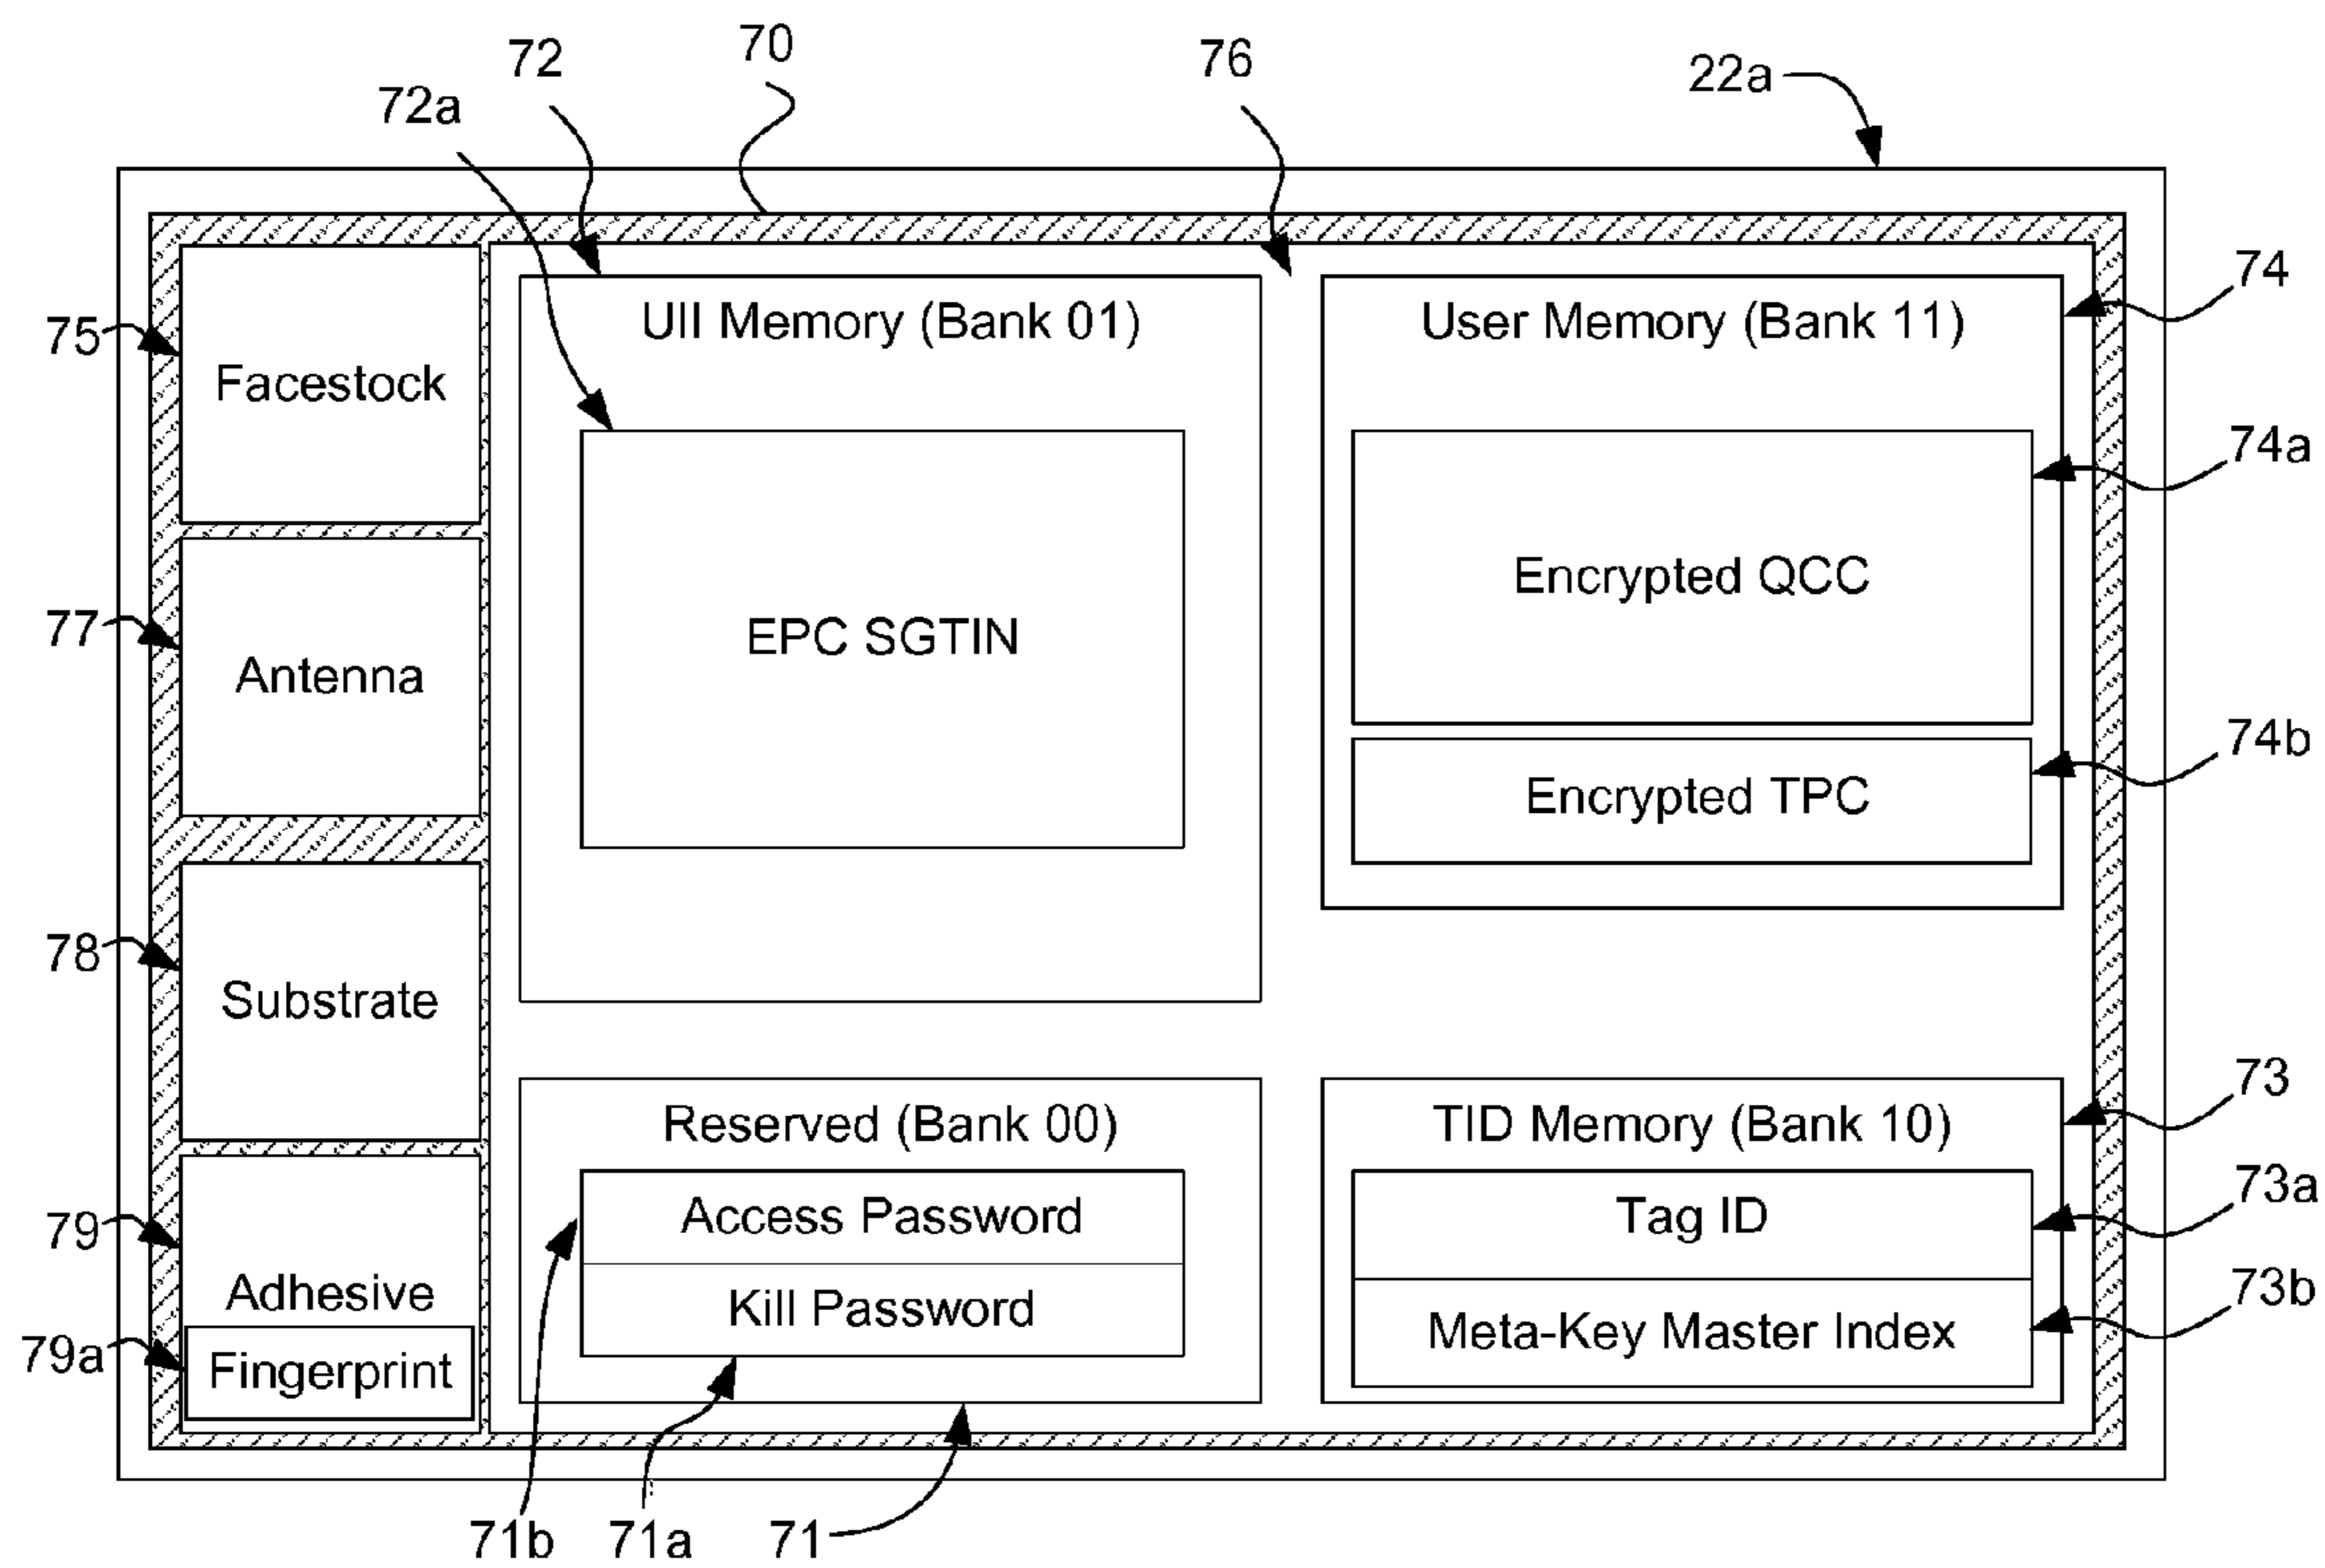 70
72
76
22a
72a
74
UII Memory (Bank 01)
User Memory (Bank 11)
75
Facestock
74a
Encrypted QCC
77
EPC SGTIN
Antenna
74b
Encrypted TPC
78
Substrate
73
Reserved (Bank 00)
TID Memory (Bank 10)
73a
79
Access Password
Tag ID
Adhesive
73b
Kill Password
Meta-Key Master Index
79a
Fingerprint
71b
71a
71